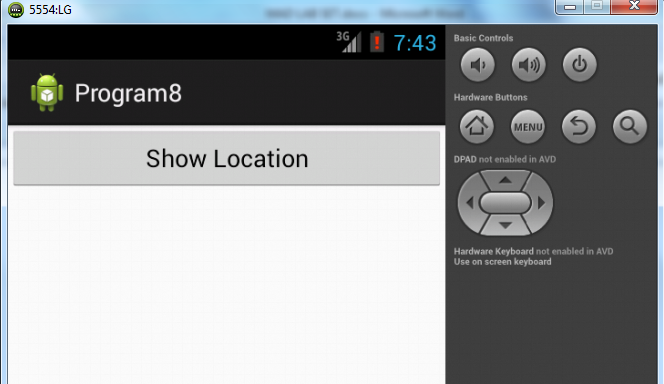 5554:LG
3G
7:43
Program8
Show Location
Basic Controls
Hardware Buttons
MENU
DPAD not enabled in AVD
Hardware Keyboard not enabled in AVD
Use on screen keyboard